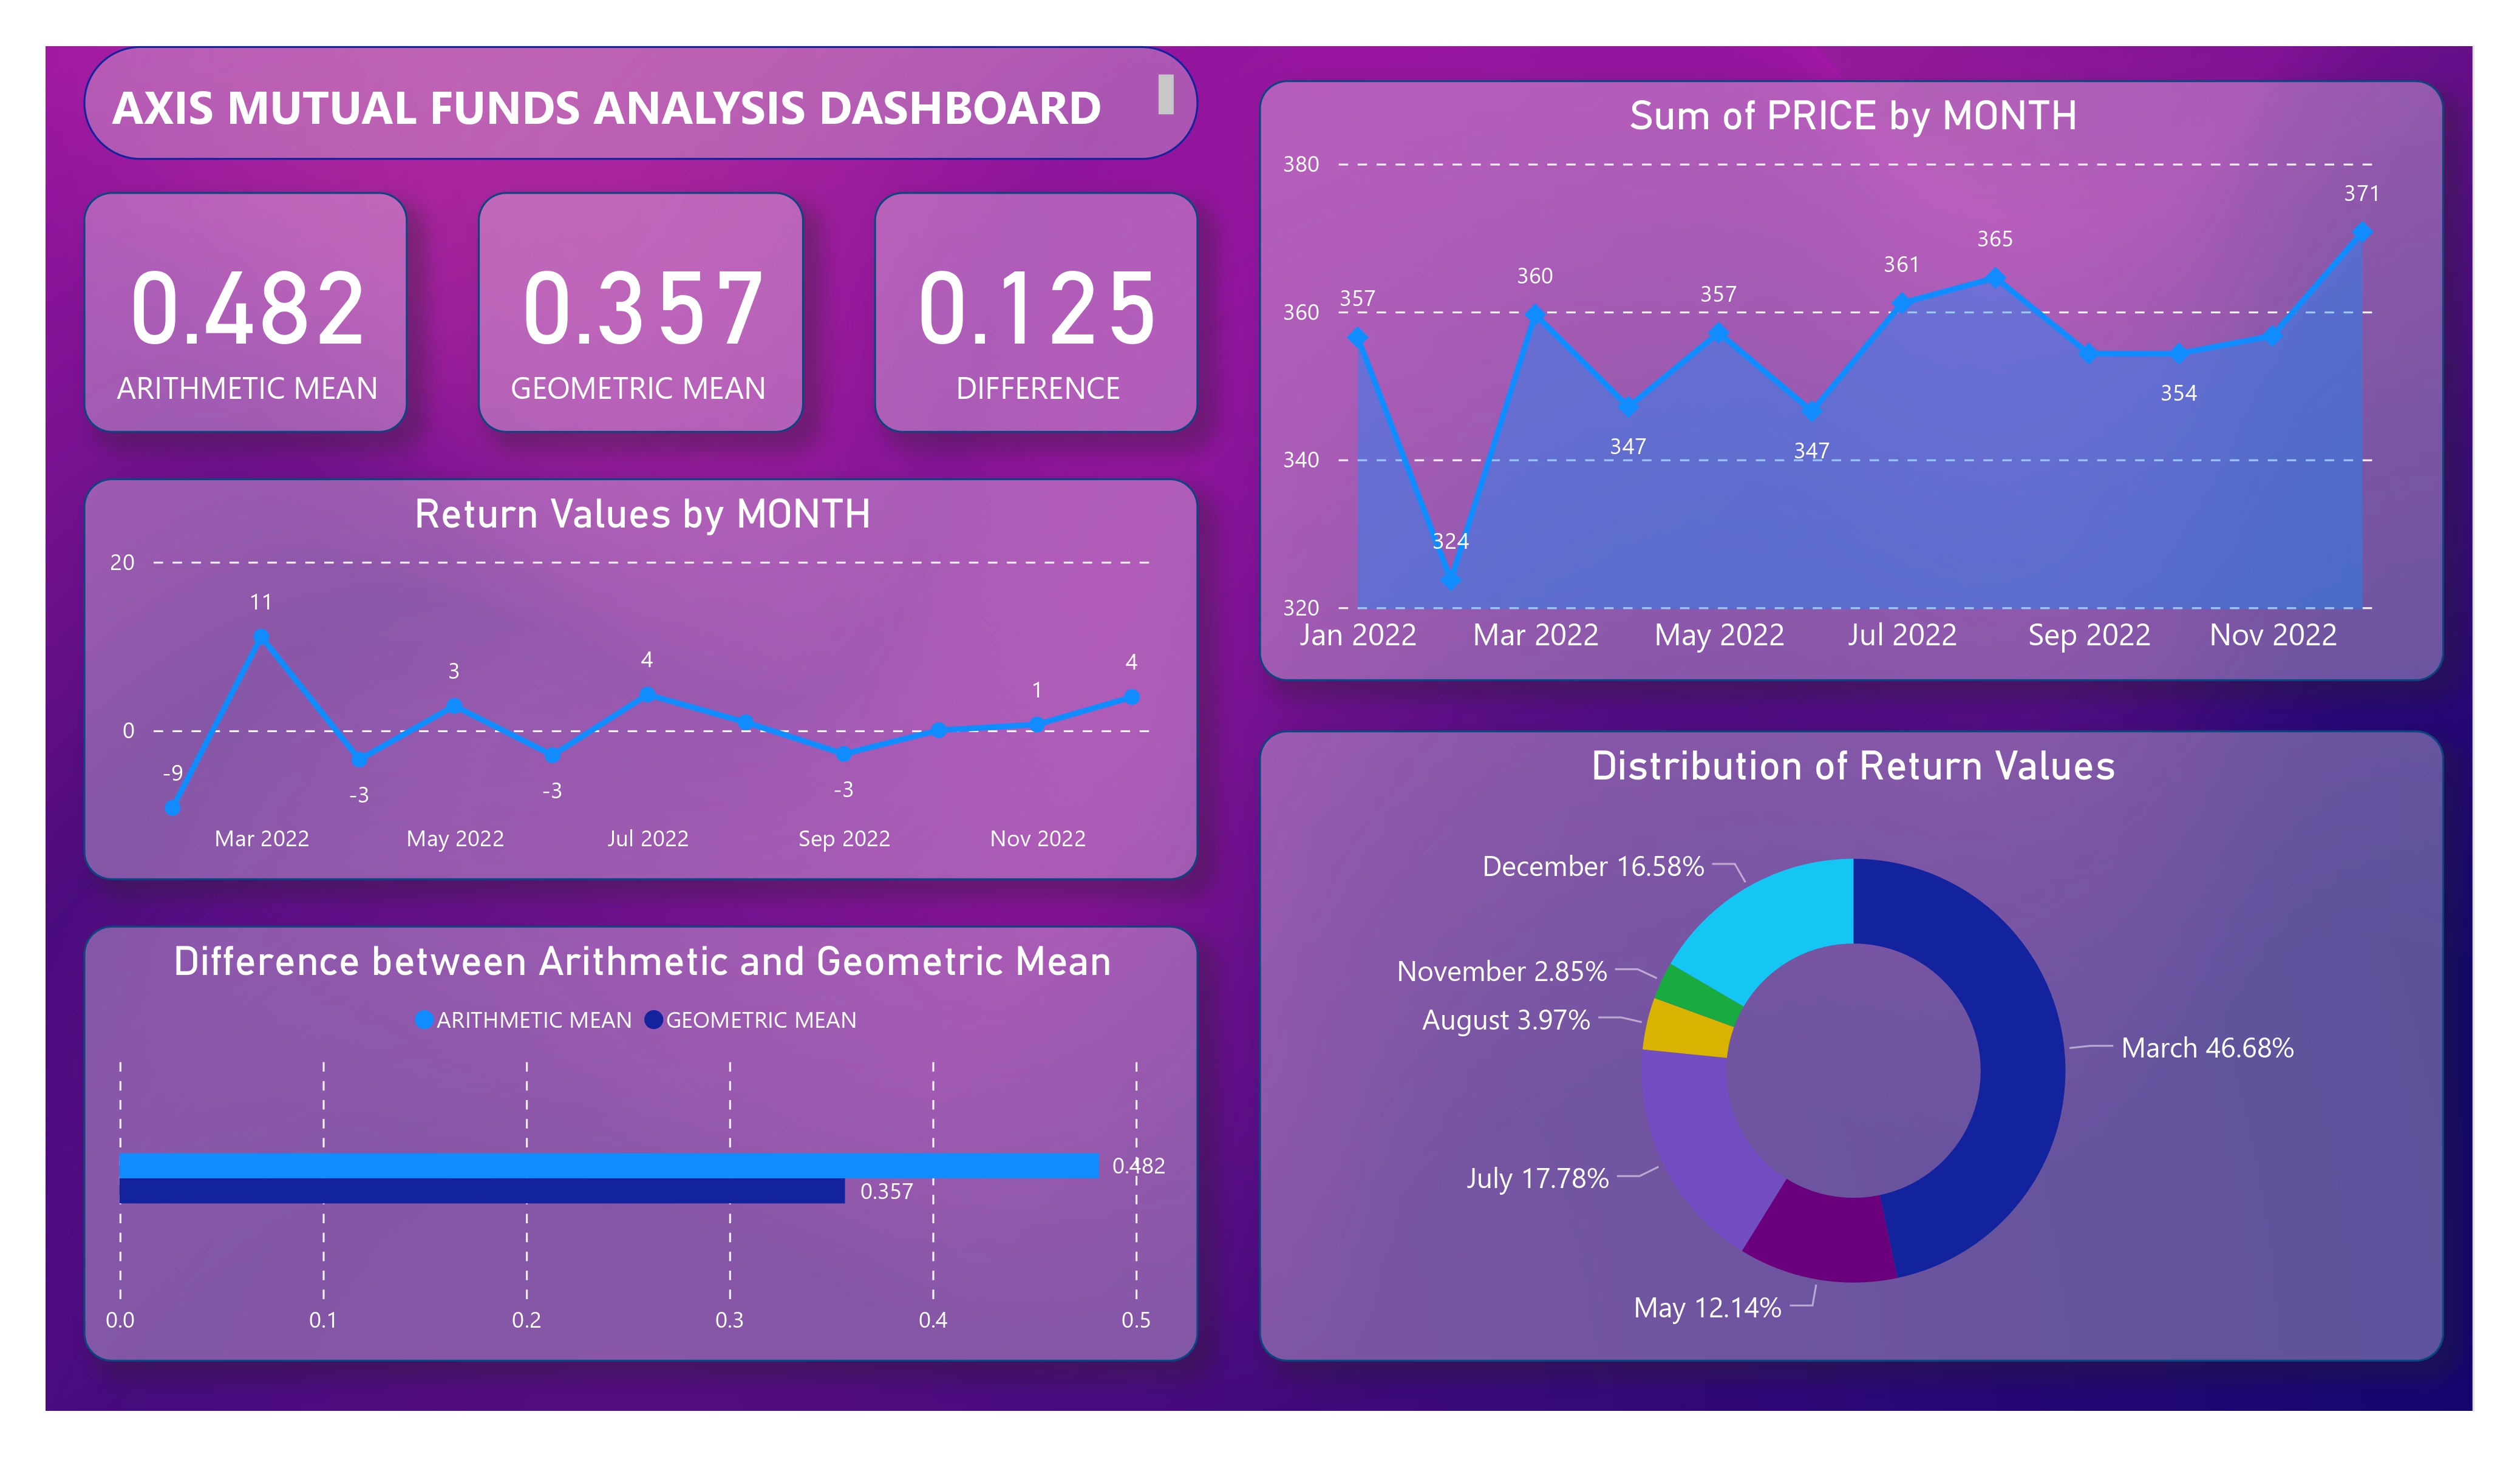 AXIS MUTUAL FUNDS ANALYSIS DASHBOARD
0.482
ARITHMETIC MEAN
0.357
GEOMETRIC MEAN
0.125
DIFFERENCE
Return Values by MONTH
20
0
-9
11
-3
3
-3
4
-3
1
4
Mar 2022
May 2022
Jul 2022
Sep 2022
Nov 2022
Difference between Arithmetic and Geometric Mean
ARITHMETIC MEAN GEOMETRIC MEAN
0.482
0.357
0.0 0.1 0.2 0.3 0.4 0.5
Sum of PRICE by MONTH
380
360
340
320
357
324
360
347
357
347
361
365
354
371
Jan 2022 Mar 2022 May 2022 Jul 2022 Sep 2022 Nov 2022
Distribution of Return Values
December 16.58%
November 2.85%
August 3.97%
March 46.68%
July 17.78%
May 12.14%